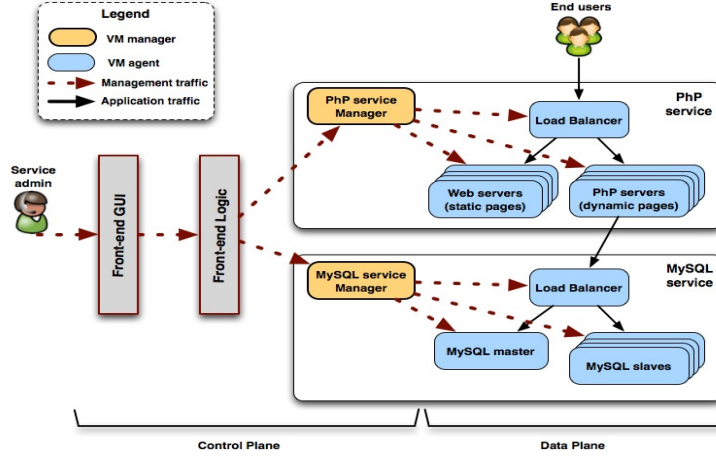 Legend
VM manager
VM agent
Management traffic
Application traffic
End users
PhP service
Manager
Load Balancer
PhP
service
Web servers
(static pages)
PhP servers
(dynamic pages)
Service
admin
Front-end GUI
Front-end Logic
MySQL service
Manager
Load Balancer
MySQL
service
MySQL master
MySQL slaves
Control Plane
Data Plane